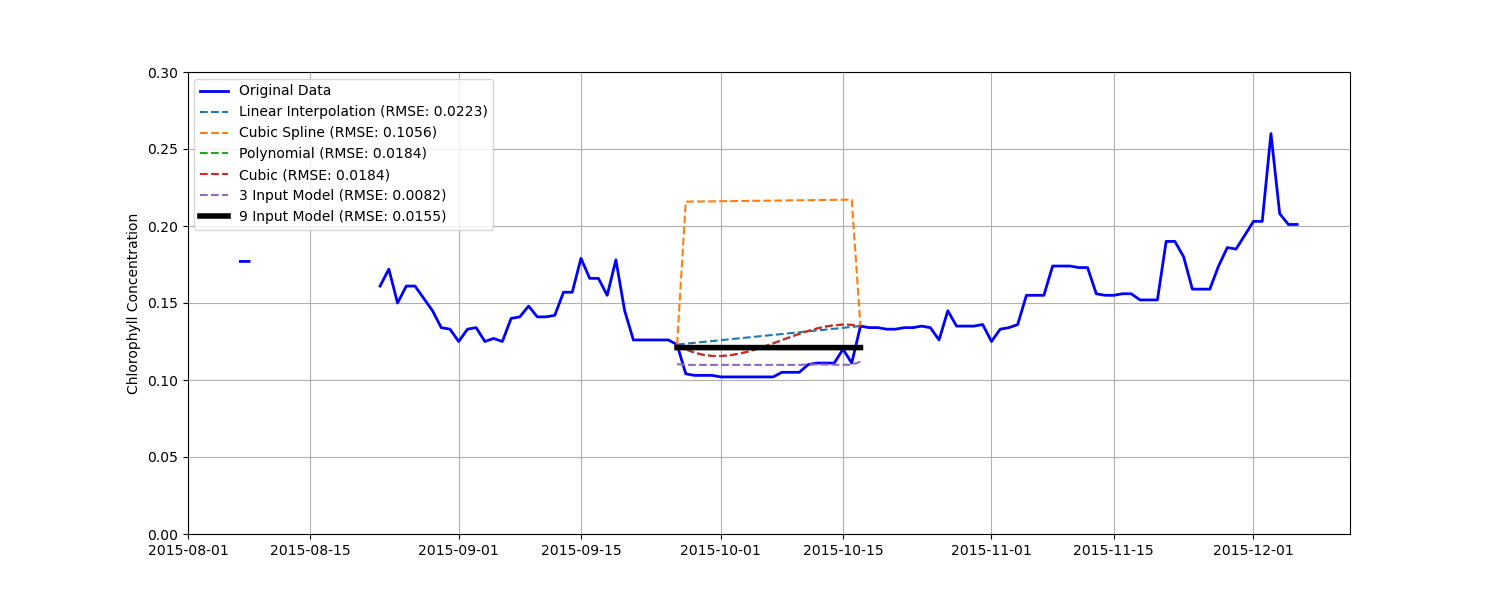 0.30
0.25
0.20
0.15
0.10
0.05
0.00
Chlorophyll Concentration
Original Data
Linear Interpolation (RMSE: 0.0223)
Cubic Spline (RMSE: 0.1056)
Polynomial (RMSE: 0.0184)
Cubic (RMSE: 0.0184)
3 Input Model (RMSE: 0.0082)
9 Input Model (RMSE: 0.0155)
2015-08-01 2015-08-15 2015-09-01 2015-09-15 2015-10-01 2015-10-15 2015-11-01 2015-11-15 2015-12-01